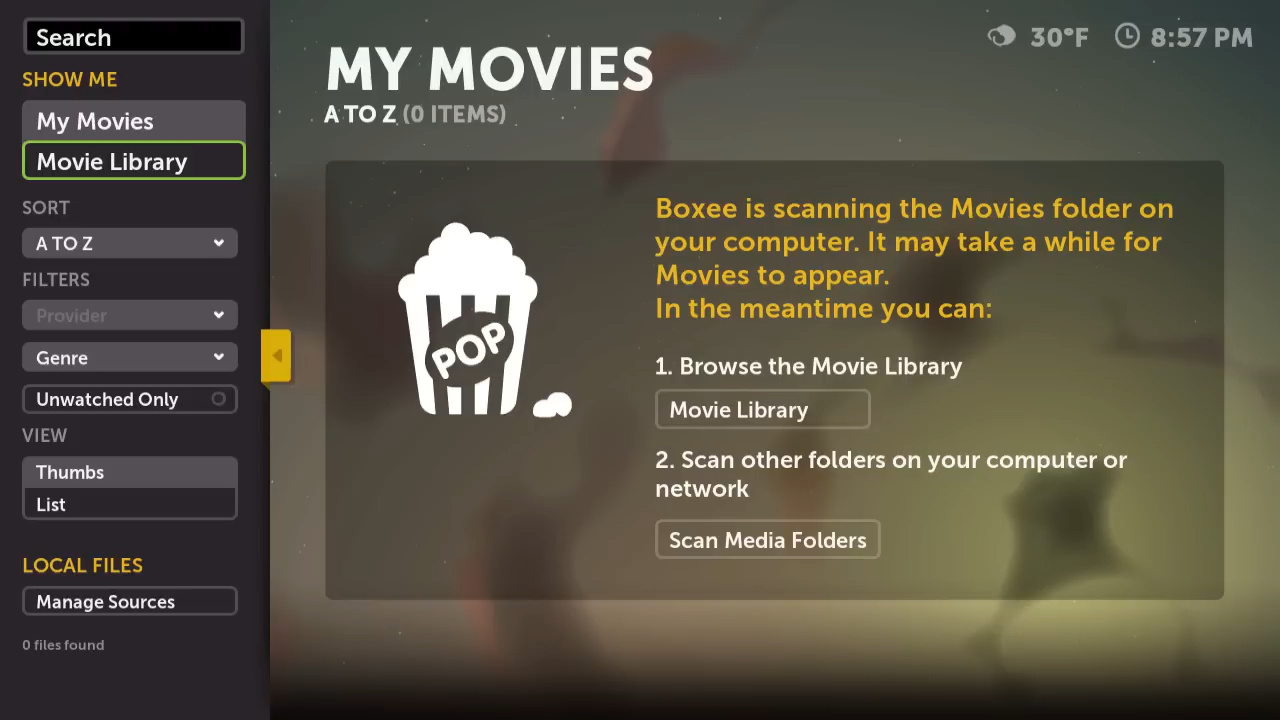 Search
SHOW ME
My Movies
Movie Library
SORT
A TO Z
FILTERS
Provider
Genre
Unwatched Only
VIEW
Thumbs
List
LOCAL FILES
Manage Sources
0 files found
30°F 8:57 PM
MY MOVIES
A TO Z (0 ITEMS)
POP
Boxee is scanning the Movies folder on
your computer. It may take a while for
Movies to appear.
In the meantime you can:
1. Browse the Movie Library
Movie Library
2. Scan other folders on your computer or
network
Scan Media Folders